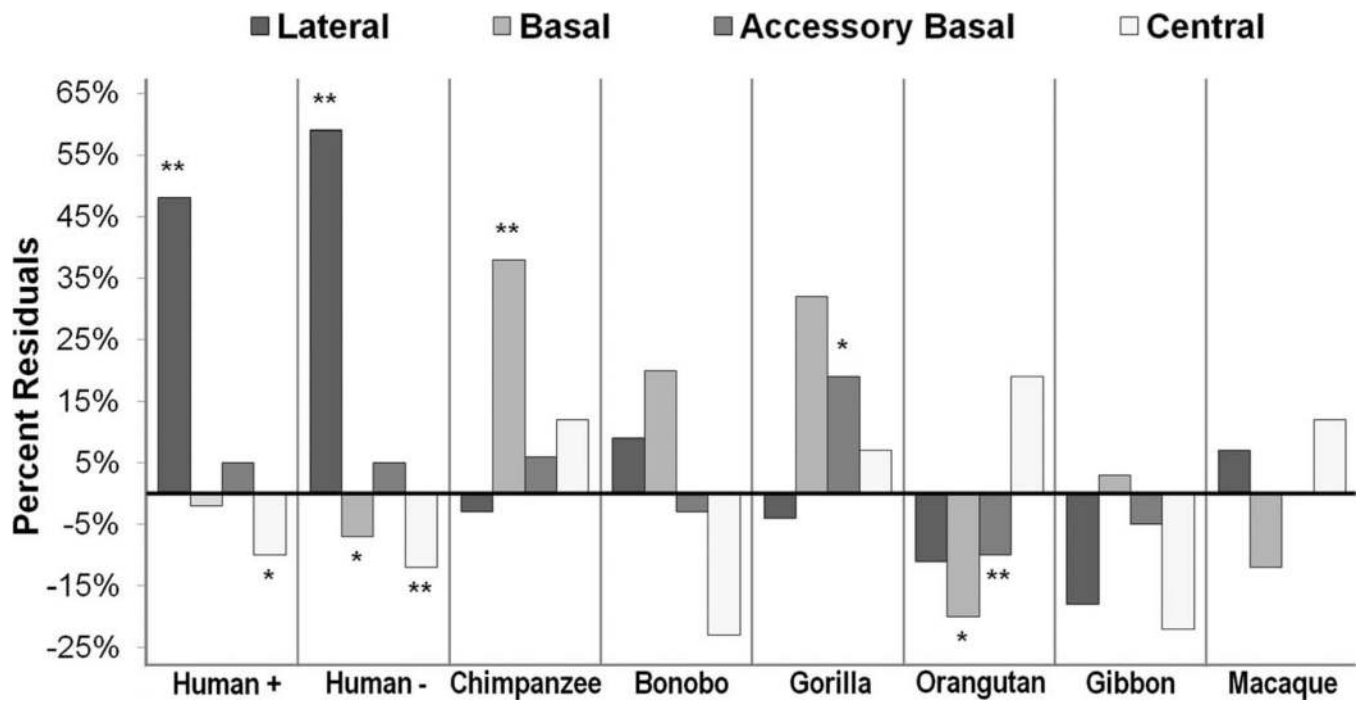 Lateral Basal Accessory Basal Central
Percent Residuals
65%
55%
45%
35%
25%
15%
5%
-5%
-15%
-25%
** ** ** * * * ** * **
Human + Human - Chimpanzee Bonobo Gorilla Orangutan Gibbon Macaque